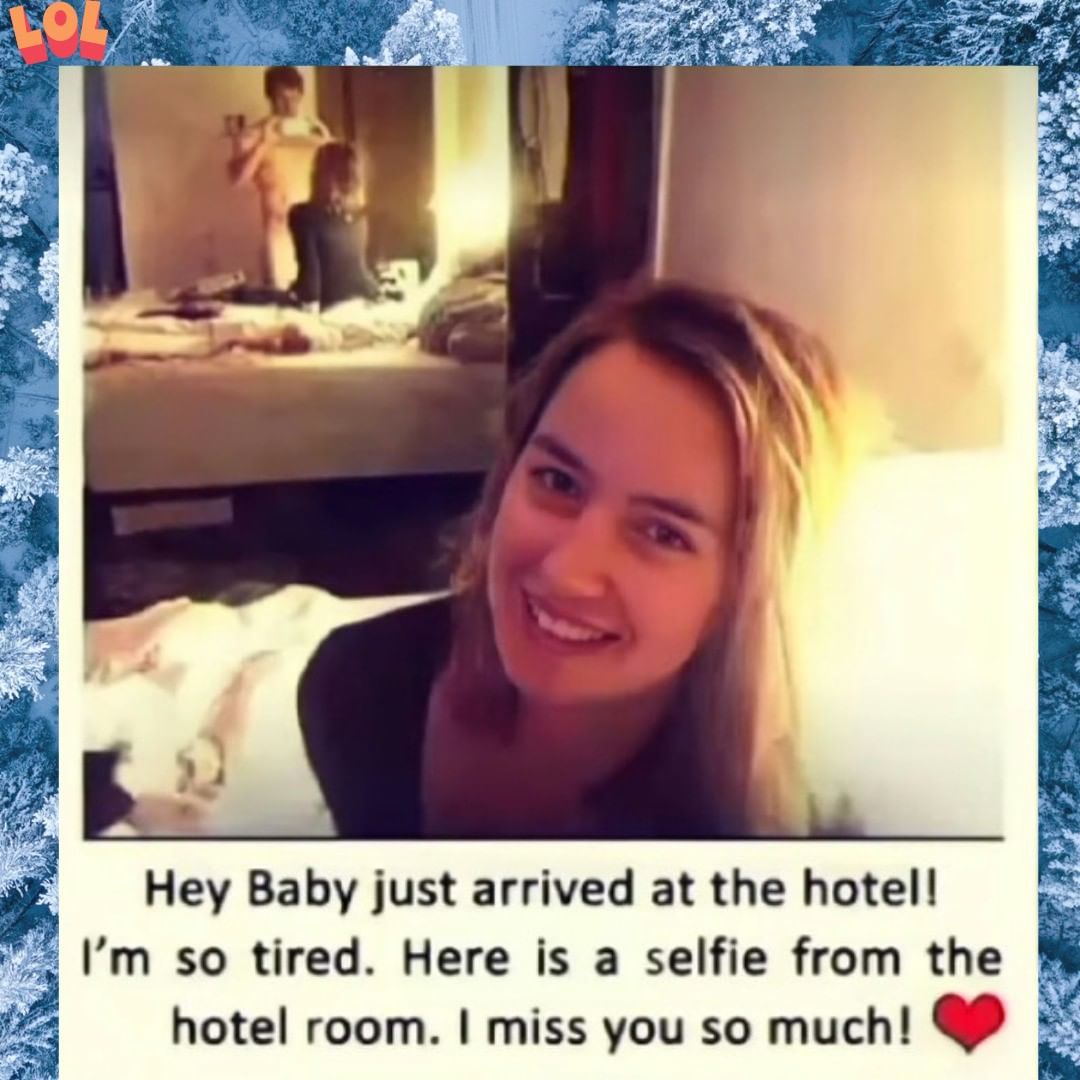 LOL
Hey Baby just arrived at the hotel!
I'm so tired. Here is a selfie from the
hotel room. I miss you so much! ❤